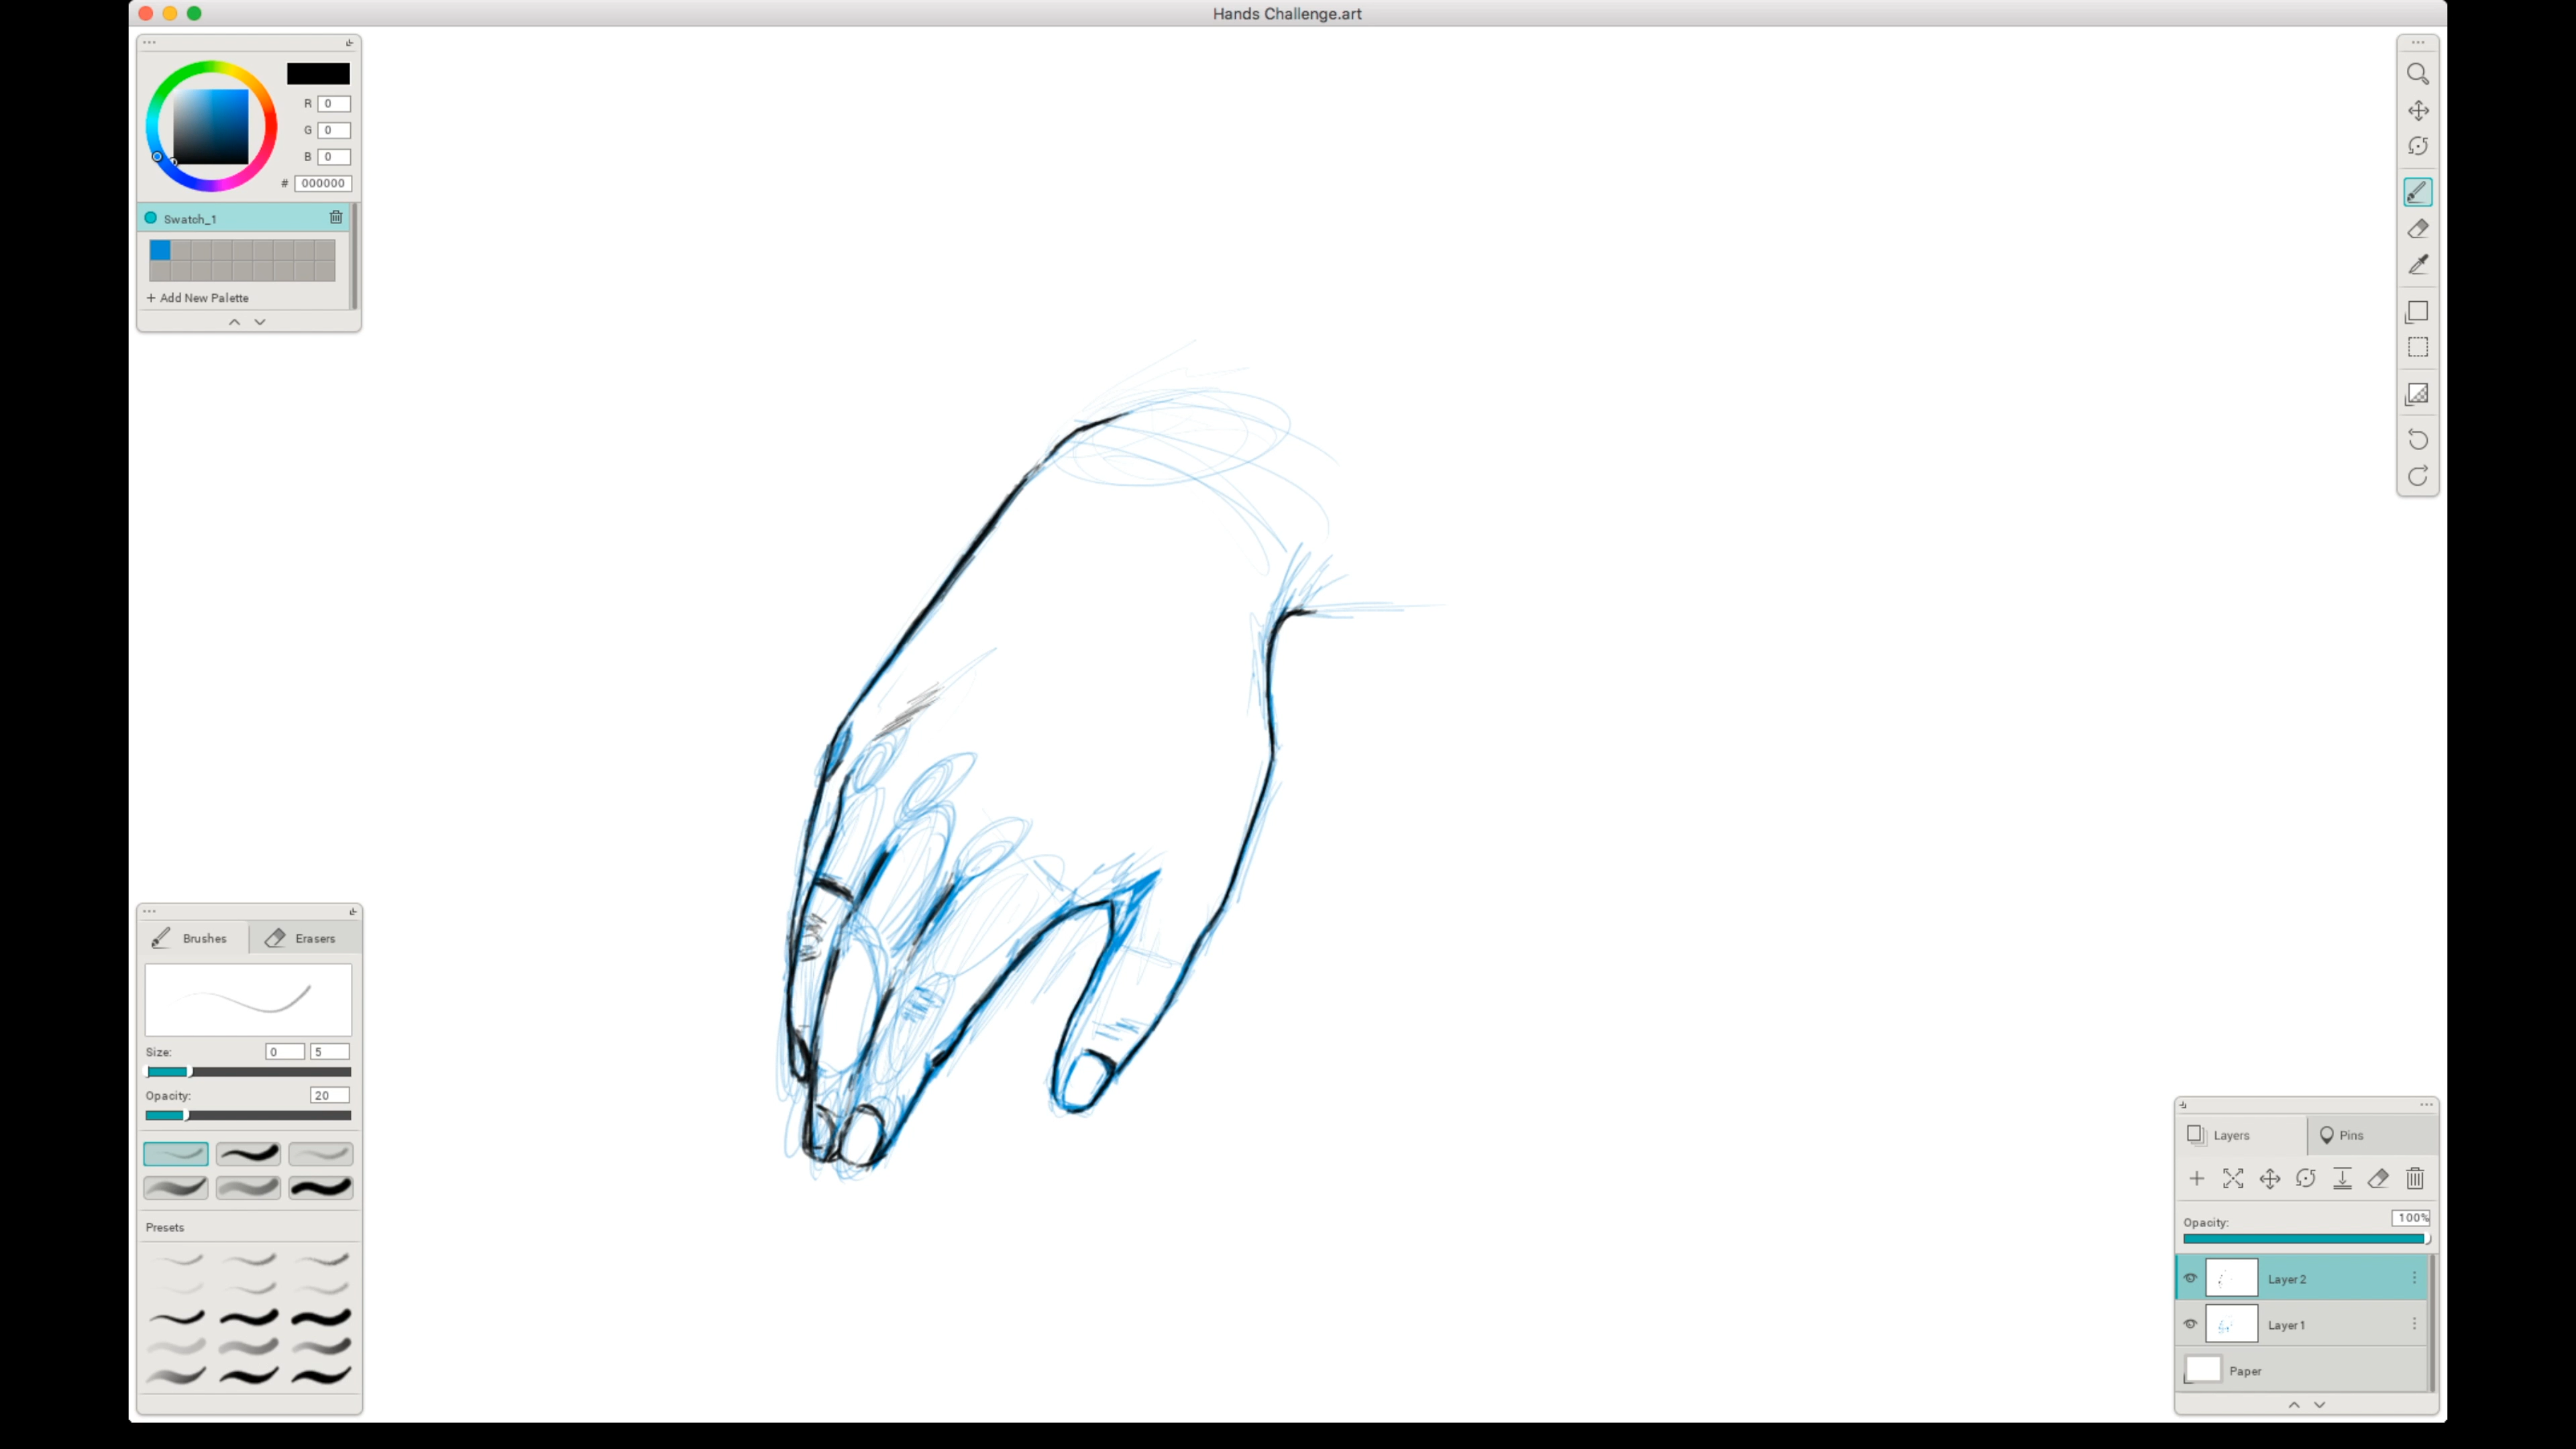 Hands Challenge.art
R 0
G 0
B 0
# 000000
Swatch_1
+ Add New Palette
Brushes
Erasers
Size: 0 5
Opacity: 20
Presets
Layers
Pins
Opacity: 100%
Layer 2
Layer 1
Paper